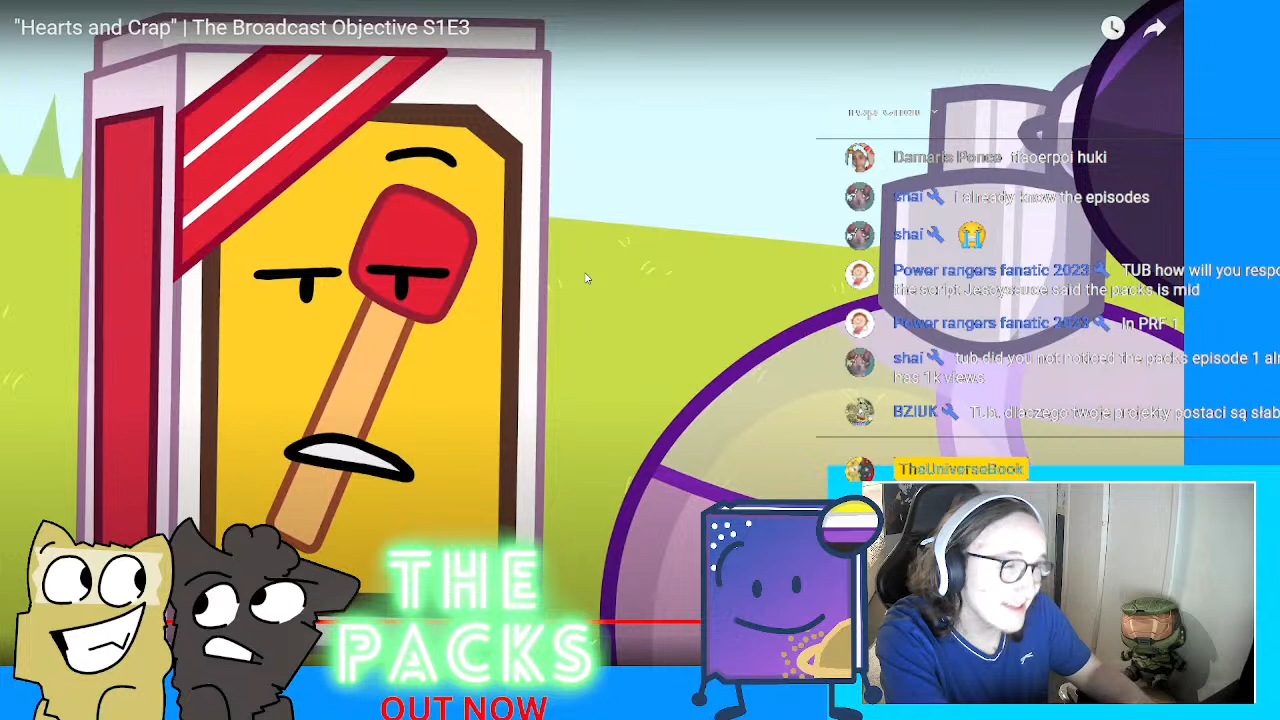 "Hearts and Crap" | The Broadcast Objective S1E3
Damaris Ponce tiaoerpoi huki
shai i already know the episodes
shai
Power rangers fanatic 2023 TUB how will you respo
the script Jesoysauce said the packs is mid
Power rangers fanatic 2023 In PRF 1
shai tub did you not noticed the packs episode 1 alr
has 1k views
BZIUK TUB, dlaczego twoje projekty postaci są słab
TheUniverseBook
THE
PACKS
OUT NOW